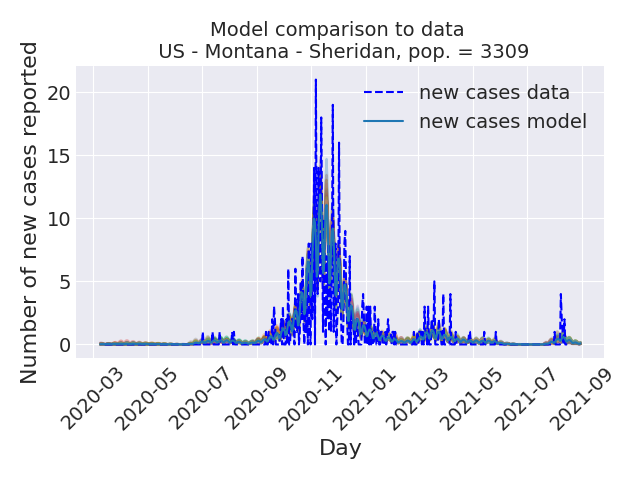 Model comparison to data
US - Montana - Sheridan, pop. = 3309
Number of new cases reported
20
15
10
5
0
new cases data
new cases model
2020-03
2020-05
2020-07
2020-09
2020-11
2021-01
2021-03
2021-05
2021-07
2021-09
Day